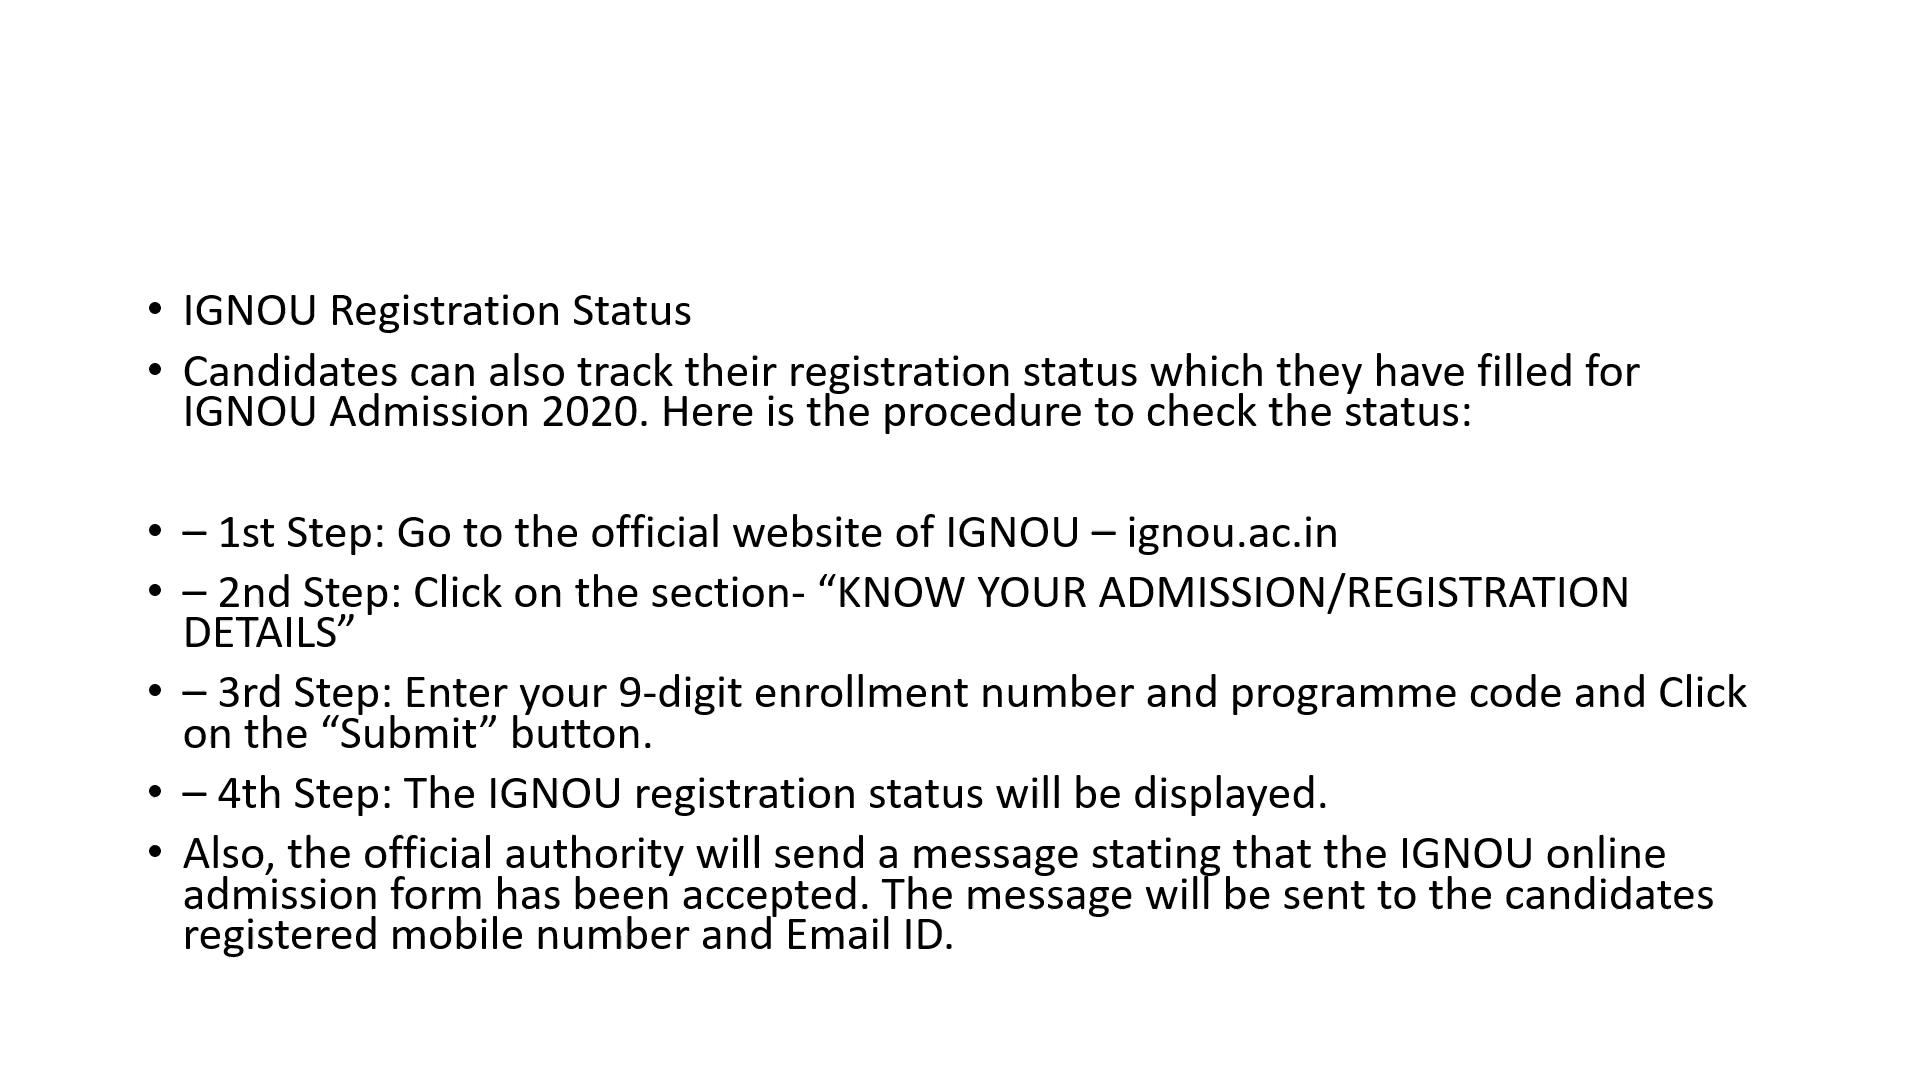 • IGNOU Registration Status
• Candidates can also track their registration status which they have filled for
IGNOU Admission 2020. Here is the procedure to check the status:
• – 1st Step: Go to the official website of IGNOU – ignou.ac.in
• – 2nd Step: Click on the section- “KNOW YOUR ADMISSION/REGISTRATION
DETAILS”
• – 3rd Step: Enter your 9-digit enrollment number and programme code and Click
on the “Submit” button.
• – 4th Step: The IGNOU registration status will be displayed.
• Also, the official authority will send a message stating that the IGNOU online
admission form has been accepted. The message will be sent to the candidates
registered mobile number and Email ID.